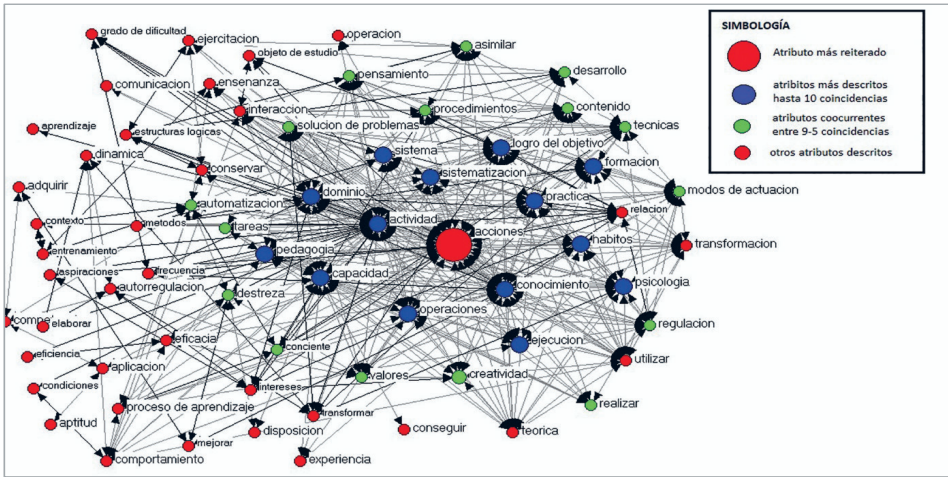 grado de dificultad
ejercitacion
operacion
asimilar
objeto de estudio
comunicacion
ensenanza
pensamiento
desarrollo
interaccion
procedimientos
contenido
aprendizaje
estructuras logicas
solucion de problemas
tecnicas
dinamica
conservar
sistema
logro del objetivo
formacion
adquirir
dominio
sistematizacion
practica
modos de actuacion
automatizacion
contexto
metodos
tareas
actividad
acciones
relacion
entrenamiento
pedagogia
habitos
transformacion
aspiraciones
frecuencia
capacidad
conocimiento
psicologia
autorregulacion
destreza
compe
elaborar
operaciones
regulacion
eficacia
ejecucion
eficiencia
conciente
aplicacion
utilizar
condiciones
intereses
valores
creatividad
proceso de aprendizaje
transformar
realizar
aptitud
disposicion
conseguir
teorica
mejorar
comportamiento
experiencia
SIMBOLOGÍA
Atributo más reiterado
atribitos más descritos
hasta 10 coincidencias
atributos coocurrentes
entre 9-5 coincidencias
otros atributos descritos